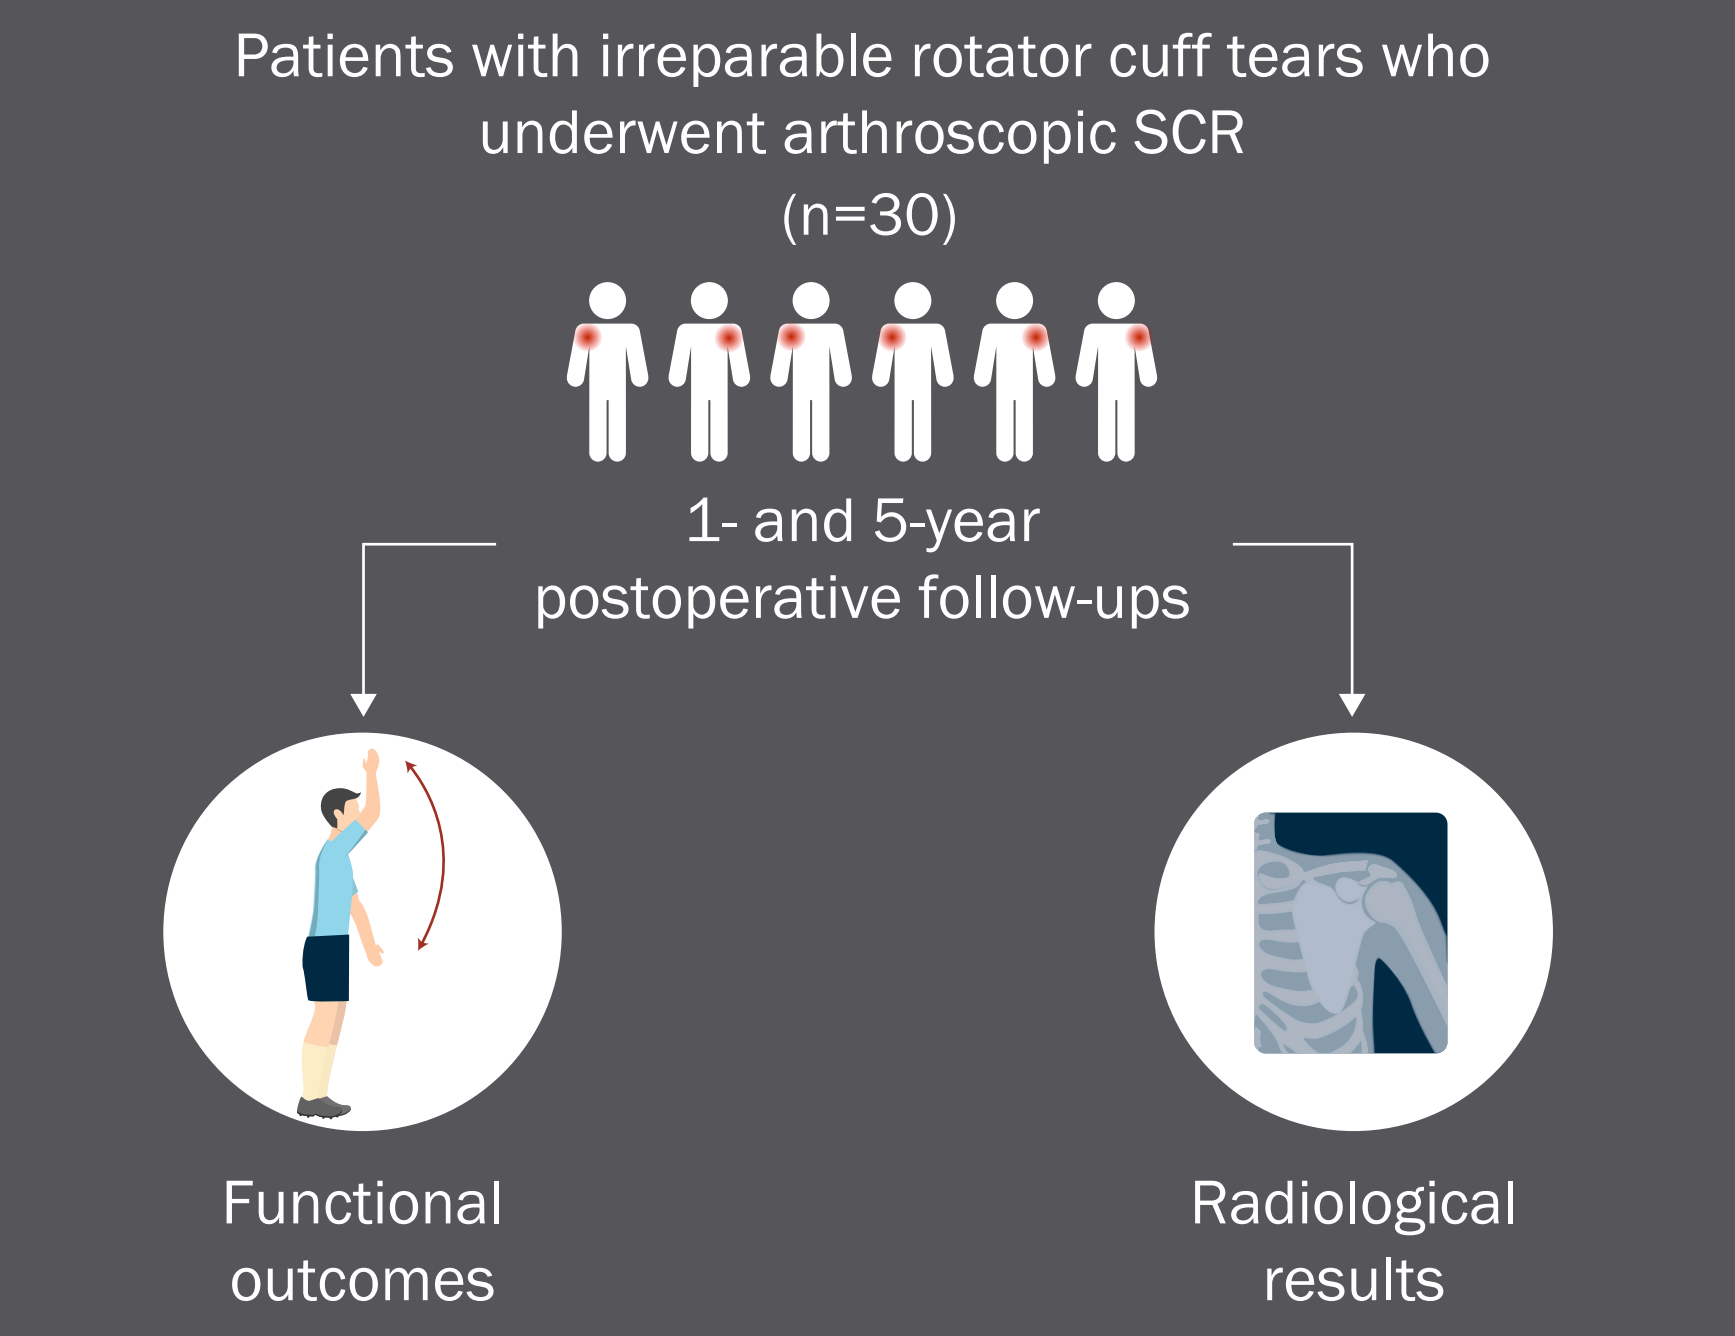 Patients with irreparable rotator cuff tears who
underwent arthroscopic SCR
(n=30)
1- and 5-year
postoperative follow-ups
Functional
outcomes
Radiological
results